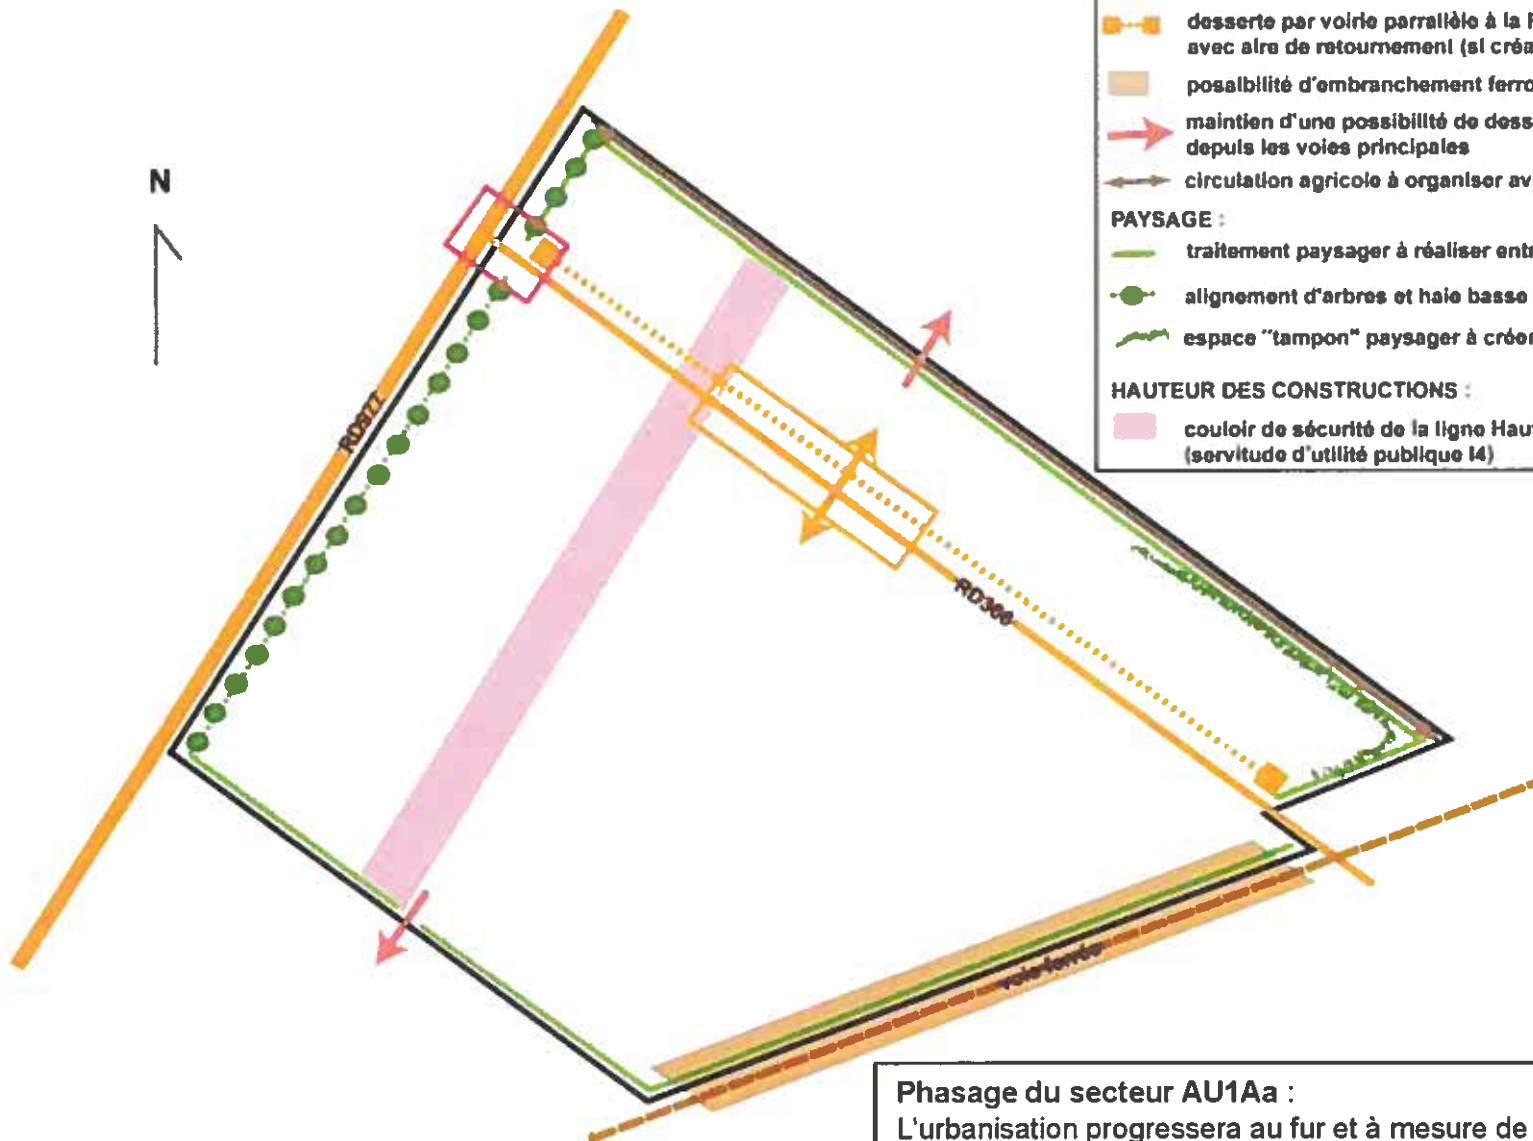 desserte par voirie parrallèle à la R
avec aire de retournement (si créa
possibilité d'embranchement ferro
maintien d'une possibilité de dess
depuis les voies principales
circulation agricole à organiser av
PAYSAGE :
traitement paysager à réaliser entr
alignement d'arbres et haie basse
espace "tampon" paysager à créer
HAUTEUR DES CONSTRUCTIONS :
couloir de sécurité de la ligne Haut
(servitude d'utilité publique I4)
N
RD977
RD306
voie ferrée
Phasage du secteur AU1Aa :
L'urbanisation progressera au fur et à mesure de